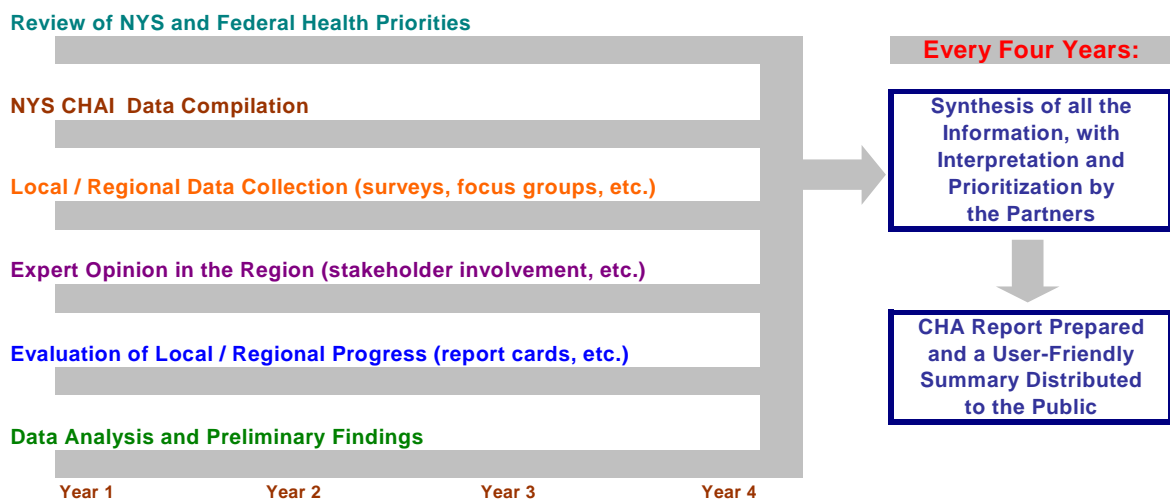 Review of NYS and Federal Health Priorities
NYS CHAI Data Compilation
Local / Regional Data Collection (surveys, focus groups, etc.)
Expert Opinion in the Region (stakeholder involvement, etc.)
Evaluation of Local / Regional Progress (report cards, etc.)
Data Analysis and Preliminary Findings
Year 1 Year 2 Year 3 Year 4
Every Four Years:
Synthesis of all the
Information, with
Interpretation and
Prioritization by
the Partners
CHA Report Prepared
and a User-Friendly
Summary Distributed
to the Public